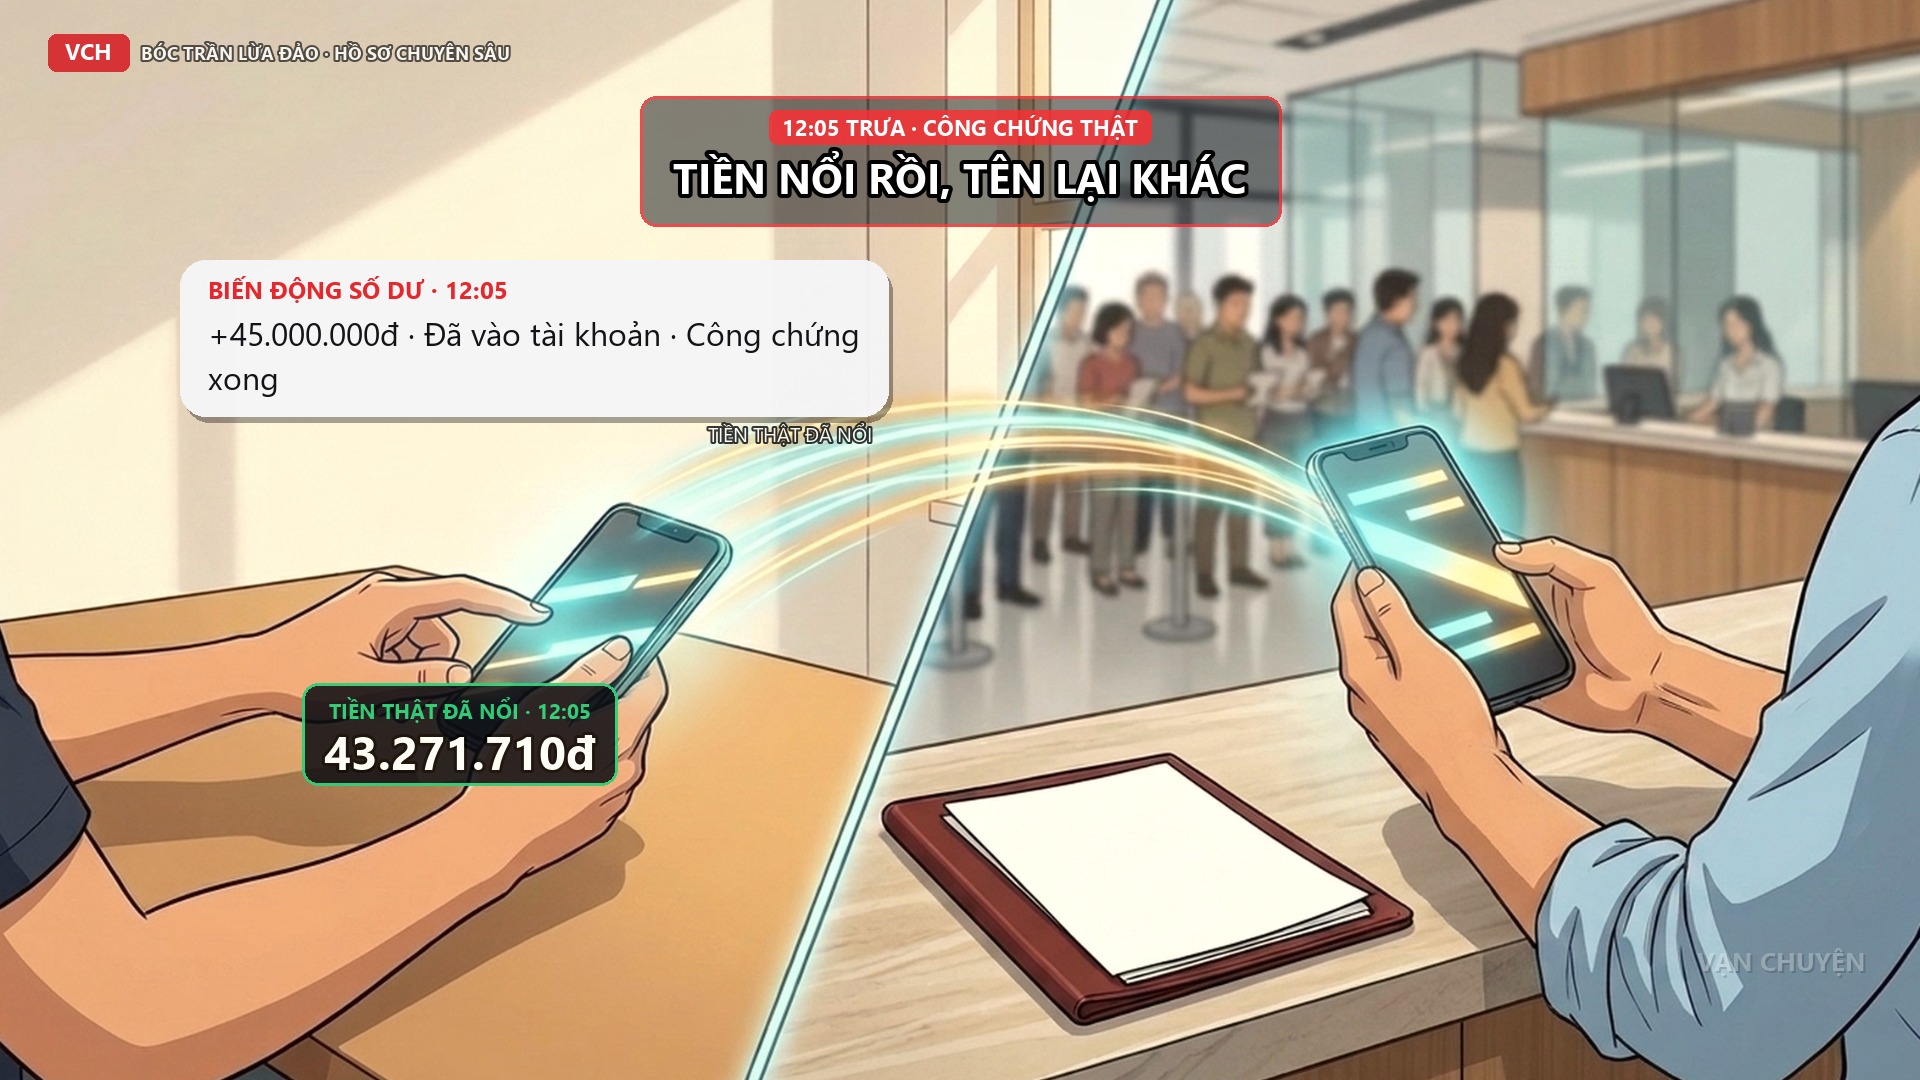 VCH
BÓC TRẦN LỪA ĐẢO · HỒ SƠ CHUYÊN SÂU
12:05 TRƯA · CÔNG CHỨNG THẬT
TIỀN NỔI RỒI, TÊN LẠI KHÁC
BIẾN ĐỘNG SỐ DƯ · 12:05
+45.000.000đ · Đã vào tài khoản · Công chứng
xong
TIỀN THẬT ĐÃ NỔI
TIỀN THẬT ĐÃ NỔI · 12:05
43.271.710đ
VẠN CHUYỆN